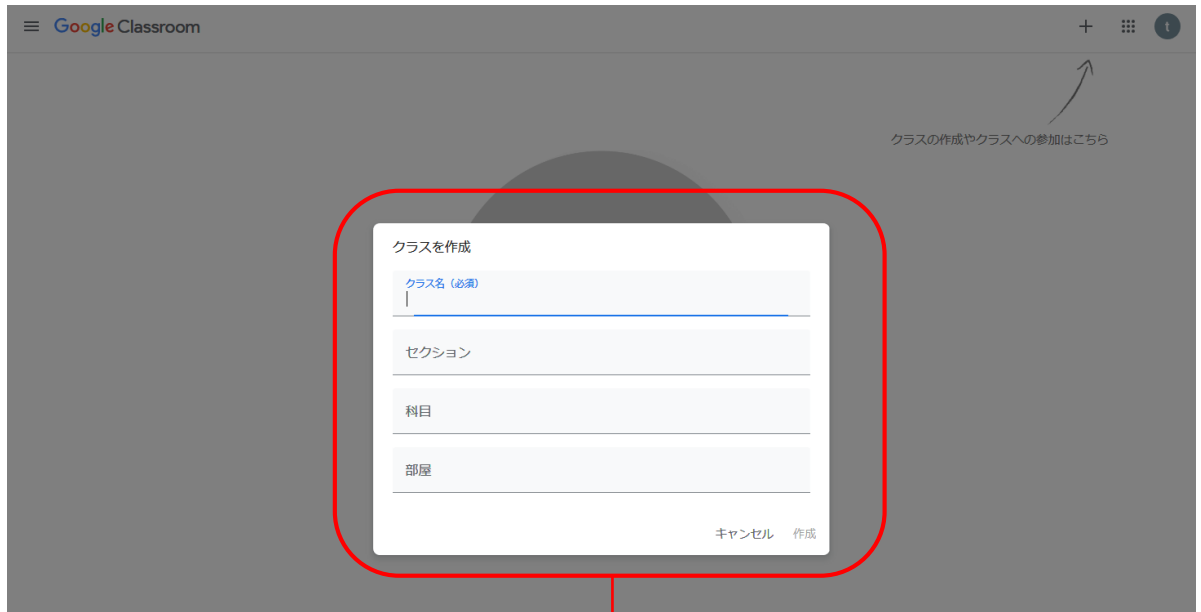 Google Classroom
t
クラスの作成やクラスへの参加はこちら
クラスを作成
クラス名（必須）
セクション
科目
部屋
キャンセル 作成